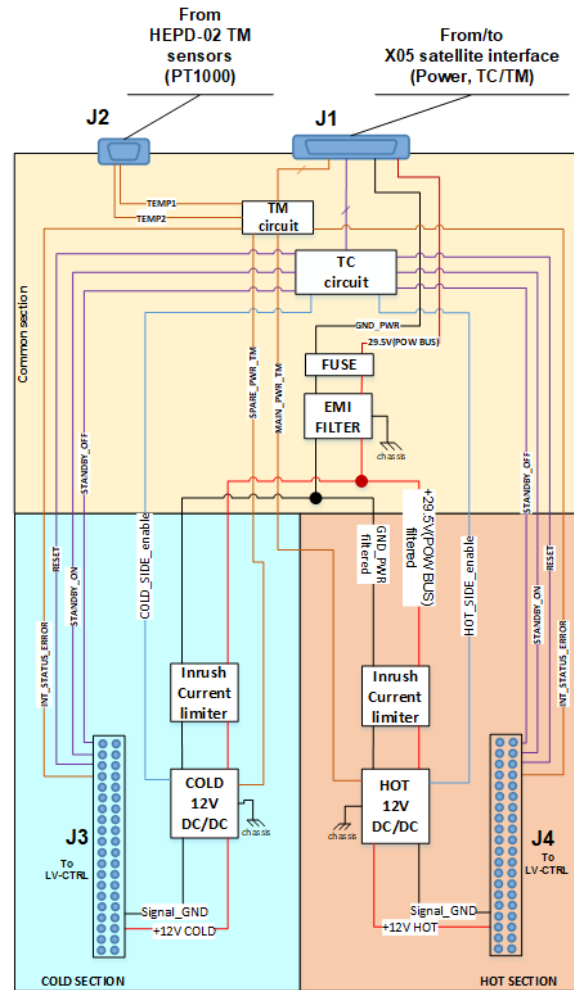 From
HEPD-02 TM
sensors
(PT1000)
From/to
X05 satellite interface
(Power, TC/TM)
J2
J1
TEMP1
TEMP2
TM
circuit
TC
circuit
Common section
GND_PWR
29.5V(POW BUS)
FUSE
EMI
FILTER
chassis
SPARE_PWR_TM
MAIN_PWR_TM
STANDBY_OFF
RESET
STANDBY_ON
INT_STATUS_ERROR
COLD_SIDE_enable
GND_PWR
filtered
+29.5V(POW BUS)
filtered
HOT_SIDE_enable
STANDBY_OFF
RESET
STANDBY_ON
INT_STATUS_ERROR
Inrush
Current
limiter
Inrush
Current
limiter
COLD
12V
DC/DC
chassis
HOT
12V
DC/DC
chassis
J3
To
LV-CTRL
J4
To
LV-CTRL
Signal_GND
+12V COLD
Signal_GND
+12V HOT
COLD SECTION
HOT SECTION